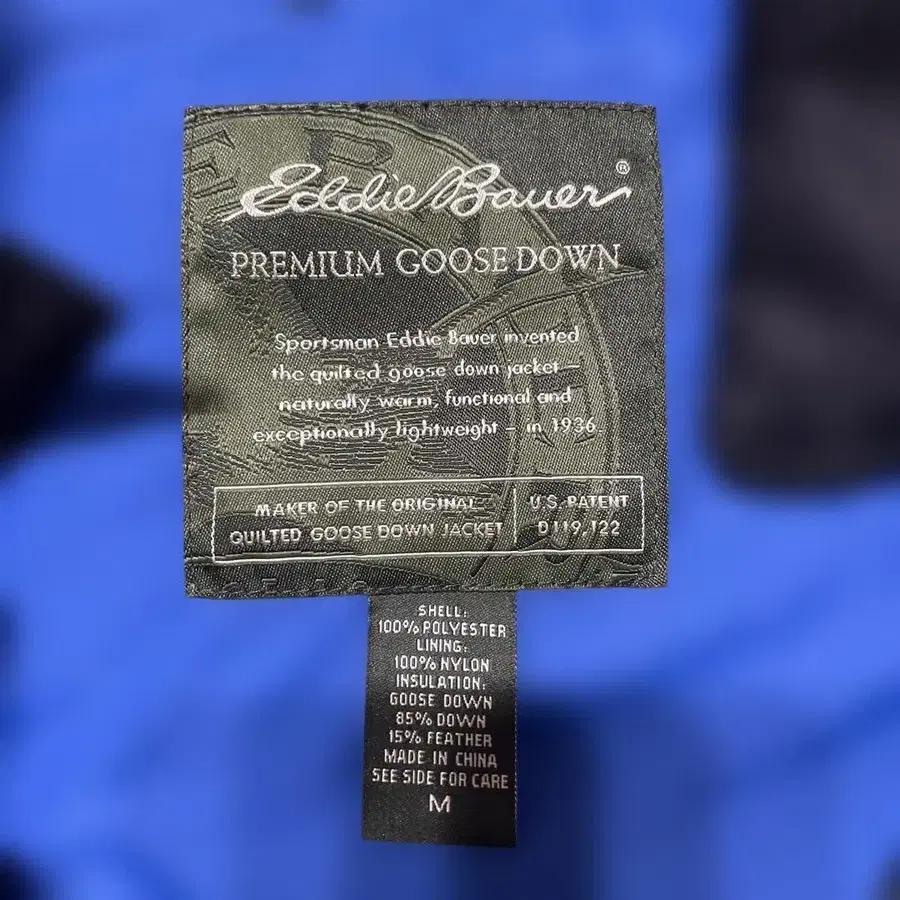 Eddie Bauer®
PREMIUM GOOSE DOWN
Sportsman Eddie Bauer invented
the quilted goose down jacket –
naturally warm, functional and
exceptionally lightweight – in 1936
MAKER OF THE ORIGINAL
QUILTED GOOSE DOWN JACKET
U.S. PATENT
D119,122
SHELL:
100% POLYESTER
LINING:
100% NYLON
INSULATION:
GOOSE DOWN
85% DOWN
15% FEATHER
MADE IN CHINA
SEE SIDE FOR CARE
M